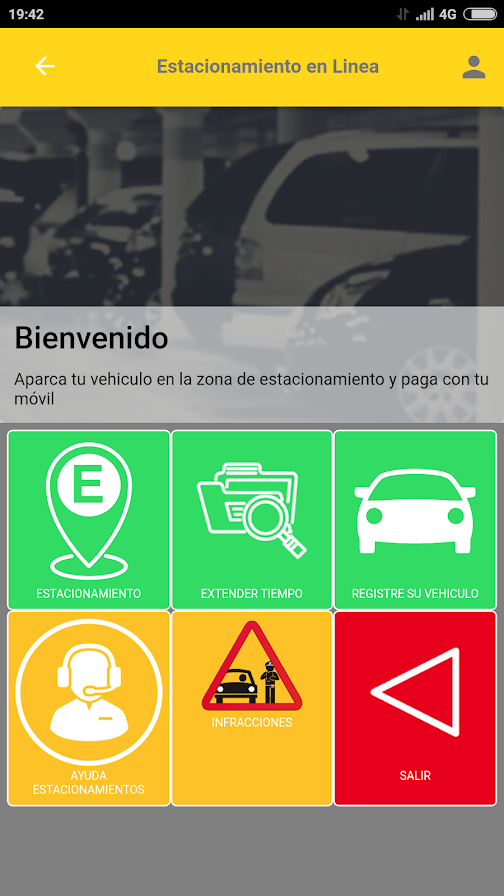 19:42
4G
Estacionamiento en Linea
Bienvenido
Aparca tu vehiculo en la zona de estacionamiento y paga con tu
móvil
E
ESTACIONAMIENTO
EXTENDER TIEMPO
REGISTRE SU VEHICULO
AYUDA
ESTACIONAMIENTOS
INFRACCIONES
SALIR